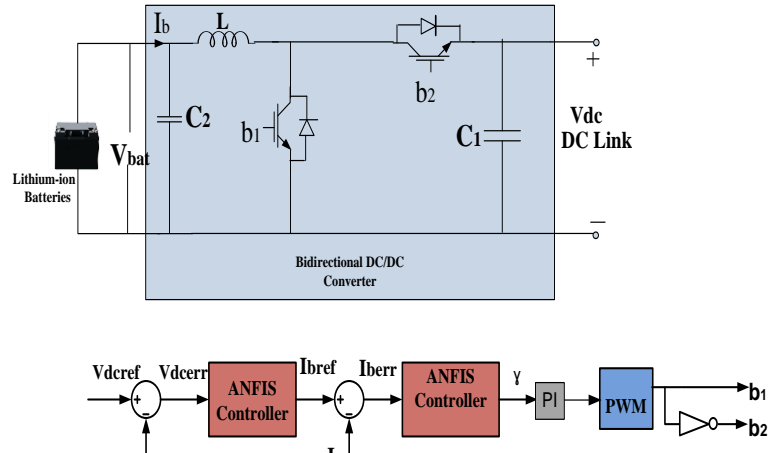 I_b
L
b2
C2
b1
C1
Vdc
DC Link
+
−
Vbat
Lithium-ion
Batteries
Bidirectional DC/DC
Converter
Vdcref
Vdcerr
ANFIS
Controller
Ibref
Iberr
ANFIS
Controller
γ
PI
PWM
b1
b2
+
−
+
−